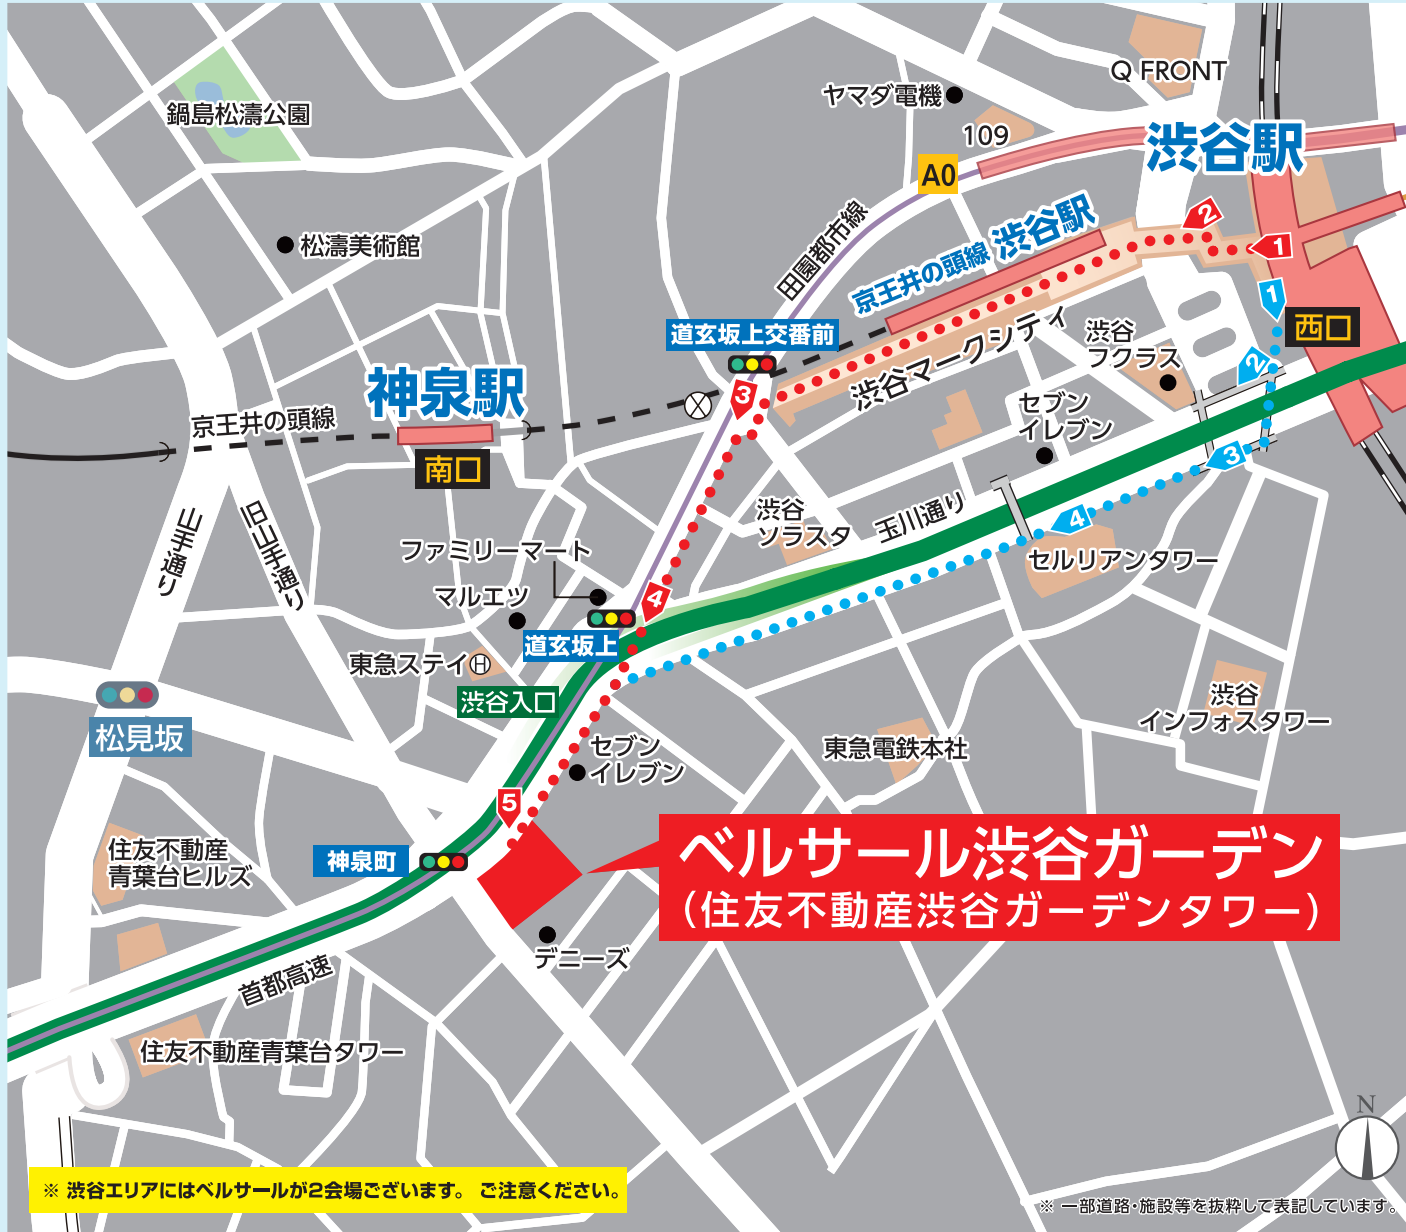 Q FRONT
ヤマダ電機
鍋島松濤公園
109
渋谷駅
A0
松濤美術館
田園都市線
京王井の頭線 渋谷駅
2
1
1
西口
道玄坂上交番前
渋谷マークシティ
渋谷
フクラス
2
神泉駅
京王井の頭線
3
セブン
イレブン
南口
3
山手通り
旧山手通り
渋谷
ソラスタ
玉川通り
4
ファミリーマート
セルリアンタワー
マルエツ
4
道玄坂上
東急ステイ
H
渋谷入口
松見坂
渋谷
インフォスタワー
セブン
イレブン
東急電鉄本社
5
神泉町
住友不動産
青葉台ヒルズ
ベルサール渋谷ガーデン
(住友不動産渋谷ガーデンタワー)
デニーズ
首都高速
住友不動産青葉台タワー
N
※ 渋谷エリアにはベルサールが2会場ございます。 ご注意ください。
※ 一部道路・施設等を抜粋して表記しています。